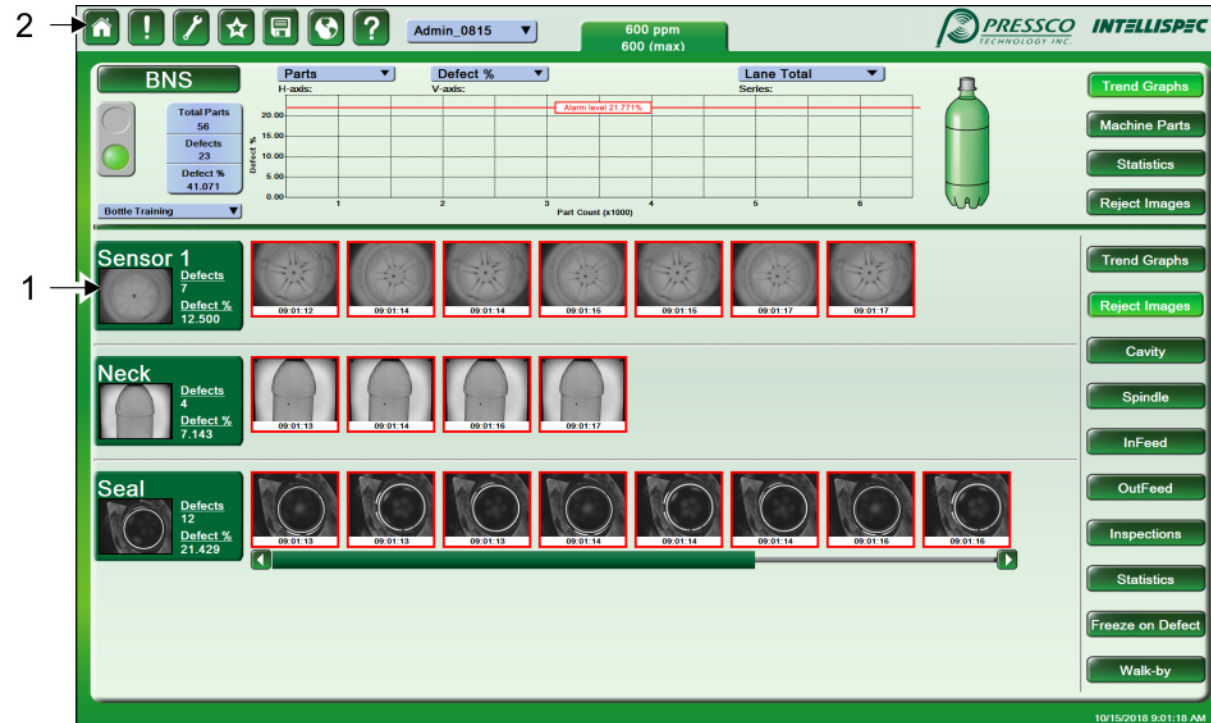 2
Admin_0815
600 ppm
600 (max)
PRESSCO
TECHNOLOGY INC.
INTELLISPEC
BNS
Total Parts
56
Defects
23
Defect %
41.071
Bottle Training
Parts
H-axis:
Defect %
V-axis:
Lane Total
Series:
Alarm level 21.771%
Defect %
20.00
15.00
10.00
5.00
0.00
1 2 3 4 5 6
Part Count (x1000)
Trend Graphs
Machine Parts
Statistics
Reject Images
1
Sensor 1
Defects
7
Defect %
12.500
09:01:12 09:01:14 09:01:14 09:01:15 09:01:15 09:01:17 09:01:17
Neck
Defects
4
Defect %
7.143
09:01:13 09:01:14 09:01:16 09:01:17
Seal
Defects
12
Defect %
21.429
09:01:13 09:01:13 09:01:13 09:01:14 09:01:14 09:01:14 09:01:16 09:01:16
Trend Graphs
Reject Images
Cavity
Spindle
InFeed
OutFeed
Inspections
Statistics
Freeze on Defect
Walk-by
10/15/2018 9:01:18 AM